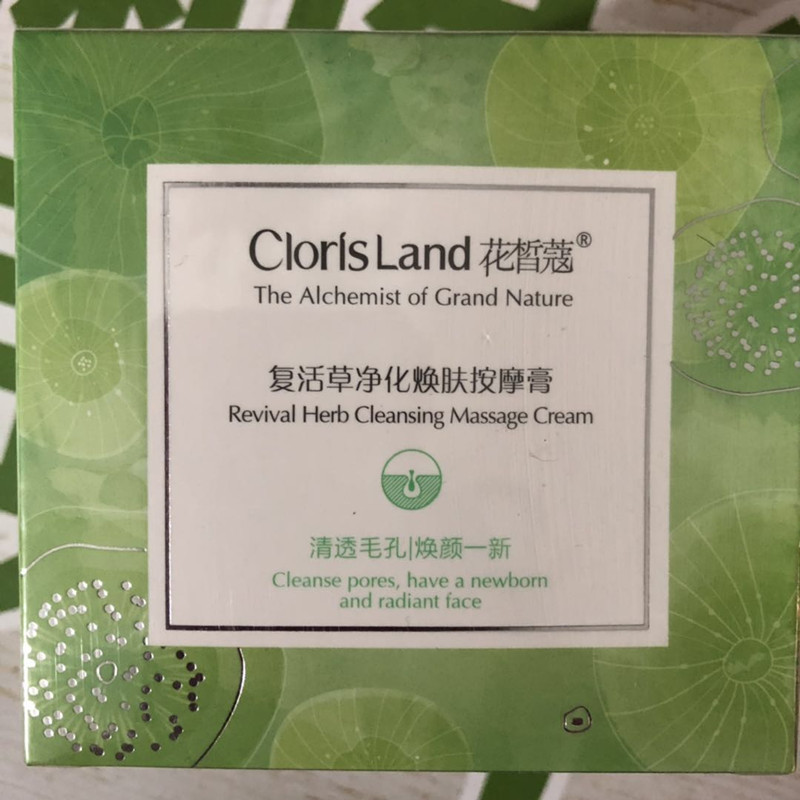 Clorís Land 花皙蔻®
The Alchemist of Grand Nature
复活草净化焕肤按摩膏
Revival Herb Cleansing Massage Cream
清透毛孔|焕颜一新
Cleanse pores, have a newborn
and radiant face